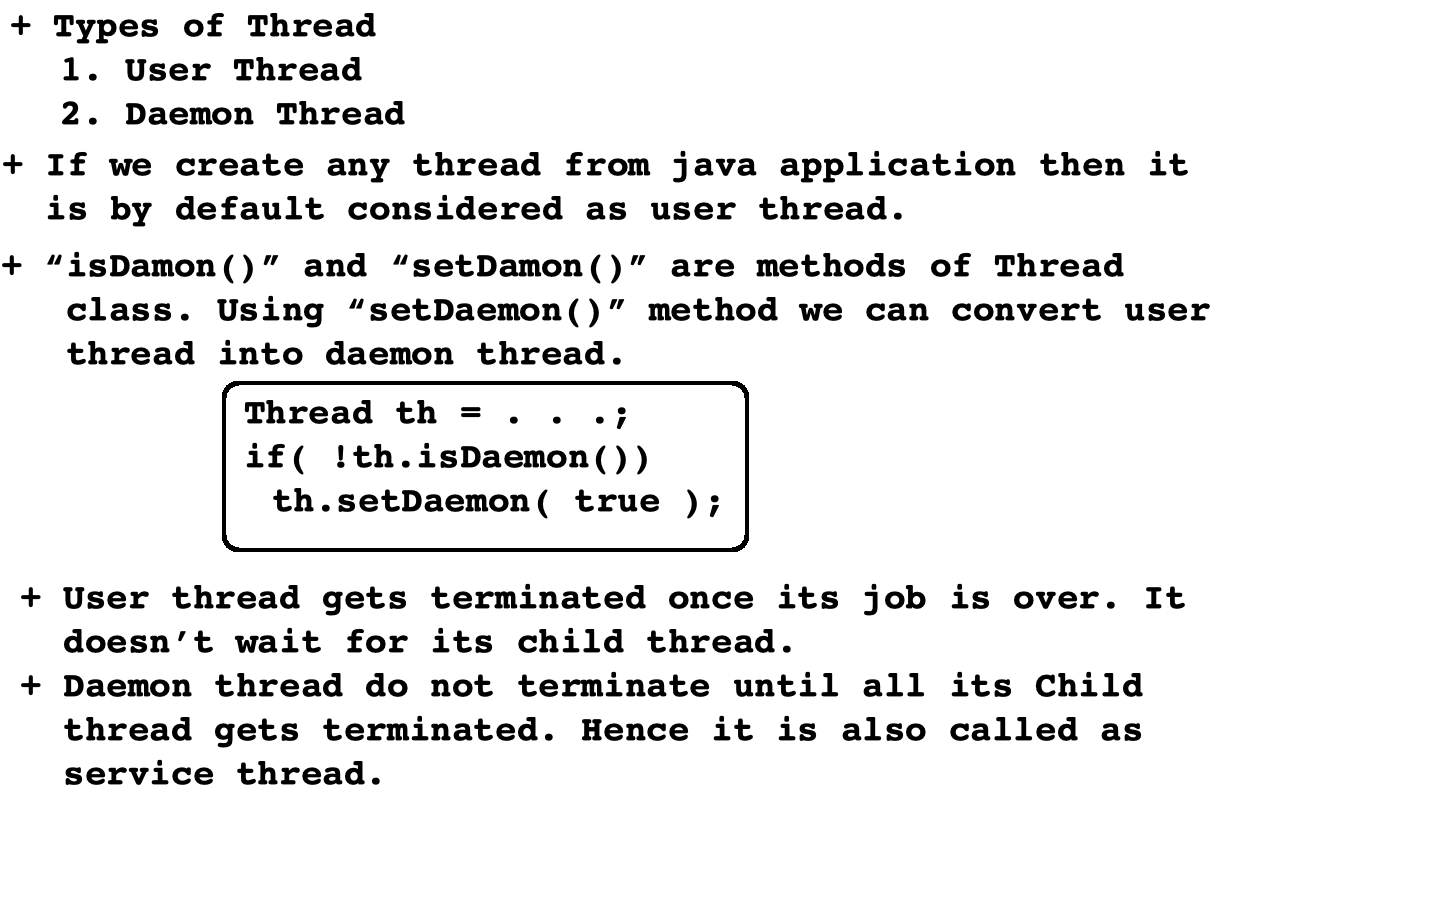 + Types of Thread
1. User Thread
2. Daemon Thread
+ If we create any thread from java application then it
is by default considered as user thread.
+ “isDamon()” and “setDamon()” are methods of Thread
class. Using “setDaemon()” method we can convert user
thread into daemon thread.
Thread th = . . .;
if( !th.isDaemon())
th.setDaemon( true );
+ User thread gets terminated once its job is over. It
doesn’t wait for its child thread.
+ Daemon thread do not terminate until all its Child
thread gets terminated. Hence it is also called as
service thread.